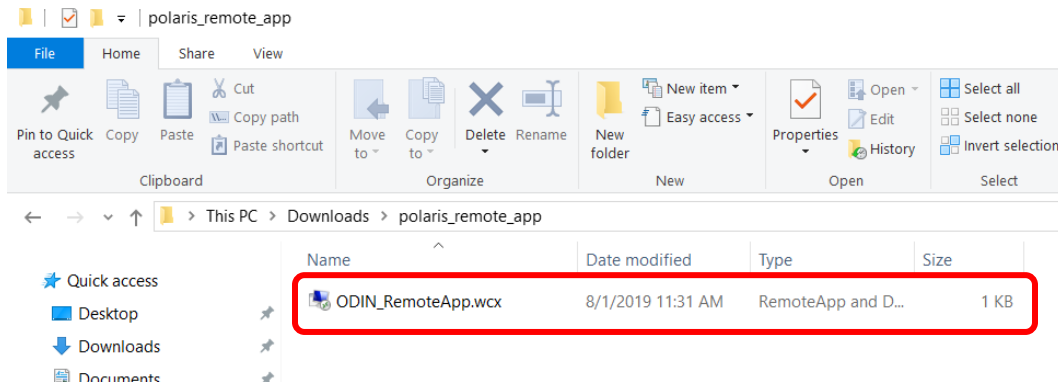 polaris_remote_app
File Home Share View
Pin to Quick access
Copy
Paste
Cut
Copy path
Paste shortcut
Clipboard
Move to
Copy to
Delete
Rename
Organize
New folder
New item
Easy access
New
Properties
Open
Edit
History
Open
Select all
Select none
Invert selection
Select
This PC > Downloads > polaris_remote_app
Name Date modified Type Size
Quick access
ODIN_RemoteApp.wcx 8/1/2019 11:31 AM RemoteApp and D... 1 KB
Desktop
Downloads
Documents